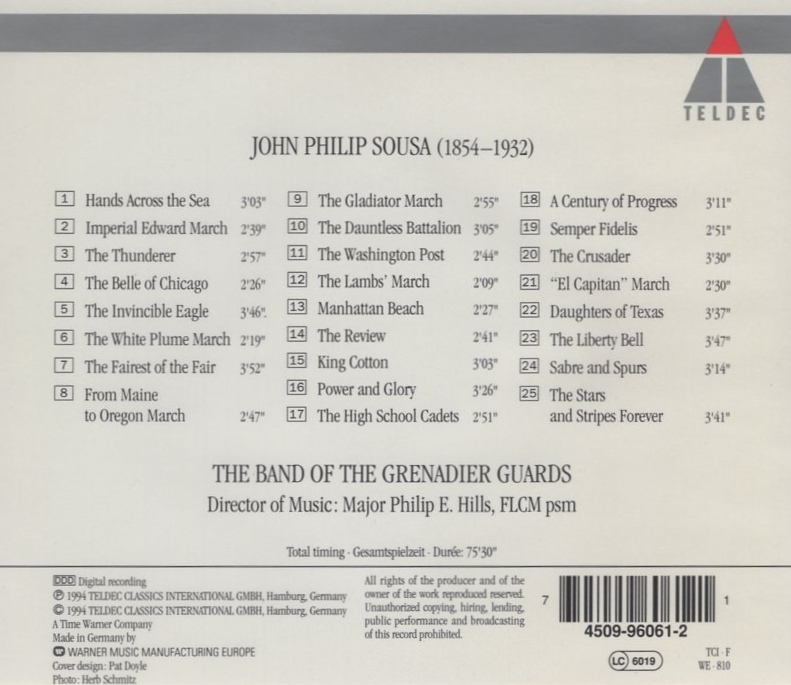 TELDEC
JOHN PHILIP SOUSA (1854–1932)
1 Hands Across the Sea 3'03"
2 Imperial Edward March 2'39"
3 The Thunderer 2'57"
4 The Belle of Chicago 2'26"
5 The Invincible Eagle 3'46"
6 The White Plume March 2'19"
7 The Fairest of the Fair 3'52"
8 From Maine
to Oregon March 2'47"
9 The Gladiator March 2'55"
10 The Dauntless Battalion 3'05"
11 The Washington Post 2'44"
12 The Lambs' March 2'09"
13 Manhattan Beach 2'27"
14 The Review 2'41"
15 King Cotton 3'03"
16 Power and Glory 3'26"
17 The High School Cadets 2'51"
18 A Century of Progress 3'11"
19 Semper Fidelis 2'51"
20 The Crusader 3'30"
21 "El Capitan" March 2'30"
22 Daughters of Texas 3'37"
23 The Liberty Bell 3'47"
24 Sabre and Spurs 3'14"
25 The Stars
and Stripes Forever 3'41"
THE BAND OF THE GRENADIER GUARDS
Director of Music: Major Philip E. Hills, FLCM psm
Total timing · Gesamtspielzeit · Durée: 75'30"
DDD Digital recording
℗ 1994 TELDEC CLASSICS INTERNATIONAL GMBH, Hamburg, Germany
© 1994 TELDEC CLASSICS INTERNATIONAL GMBH, Hamburg, Germany
A Time Warner Company
Made in Germany by
WARNER MUSIC MANUFACTURING EUROPE
Cover design: Pat Doyle
Photo: Herb Schmitz
All rights of the producer and of the
owner of the work reproduced reserved.
Unauthorized copying, hiring, lending,
public performance and broadcasting
of this record prohibited.
7 1
4509-96061-2
LC 6019
TCI · F
WE · 810